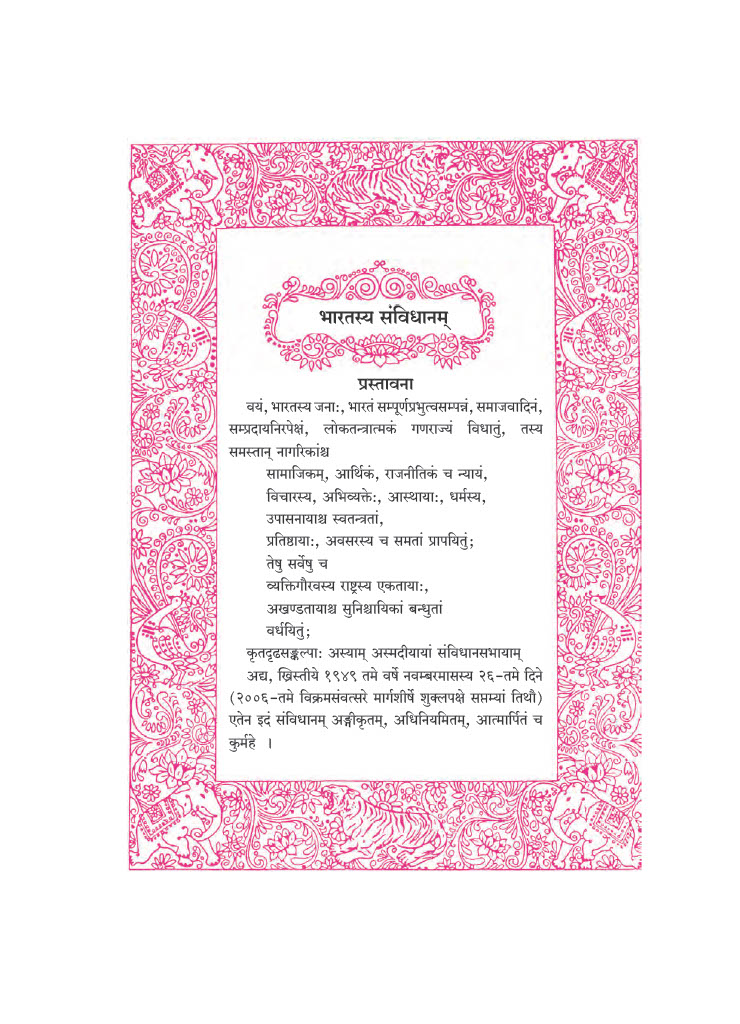 भारतस्य संविधानम्
प्रस्तावना
वयं, भारतस्य जनाः, भारतं सम्पूर्णप्रभुत्वसम्पन्नं, समाजवादिनं,
सम्प्रदायनिरपेक्षं, लोकतन्त्रात्मकं गणराज्यं विधातुं, तस्य
समस्तान् नागरिकांश्च
सामाजिकम्, आर्थिकं, राजनीतिकं च न्यायं,
विचारस्य, अभिव्यक्तेः, आस्थायाः, धर्मस्य,
उपासनायाश्च स्वतन्त्रतां,
प्रतिष्ठायाः, अवसरस्य च समतां प्रापयितुं;
तेषु सर्वेषु च
व्यक्तिगौरवस्य राष्ट्रस्य एकतायाः,
अखण्डतायाश्च सुनिश्चायिकां बन्धुतां
वर्धयितुं;
कृतदृढसङ्कल्पाः अस्याम् अस्मदीयायां संविधानसभायाम्
अद्य, ख्रिस्तीये १९४९ तमे वर्षे नवम्बरमासस्य २६-तमे दिने
(२००६-तमे विक्रमसंवत्सरे मार्गशीर्षे शुक्लपक्षे सप्तम्यां तिथौ)
एतेन इदं संविधानम् अङ्गीकृतम्, अधिनियमितम्, आत्मार्पितं च
कुर्महे ।